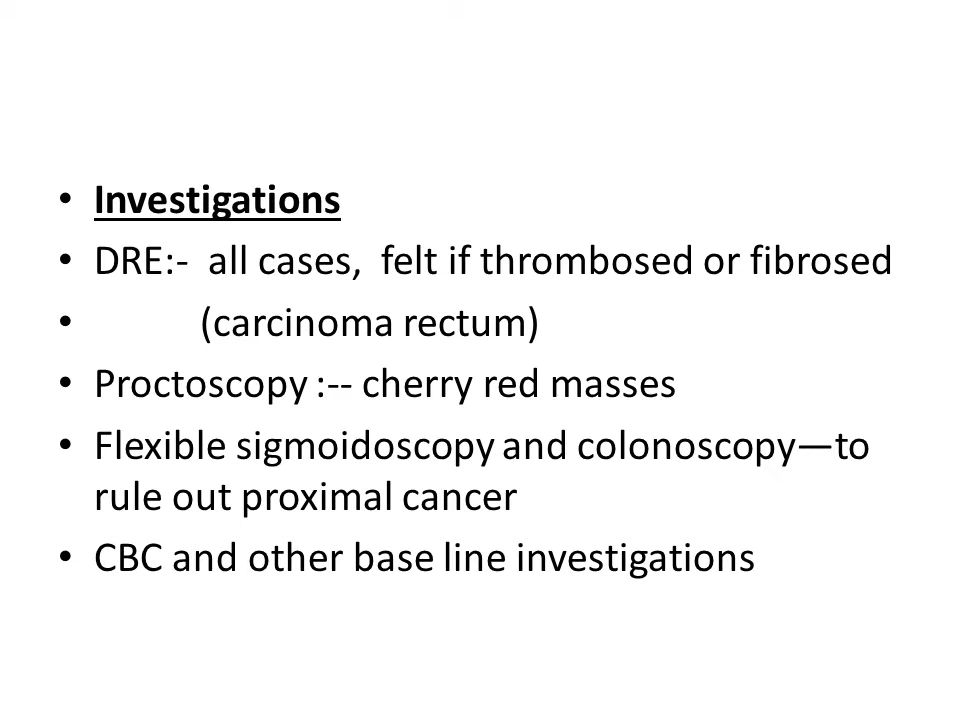 • Investigations
• DRE:- all cases, felt if thrombosed or fibrosed
• (carcinoma rectum)
• Proctoscopy :-- cherry red masses
• Flexible sigmoidoscopy and colonoscopy—to
rule out proximal cancer
• CBC and other base line investigations